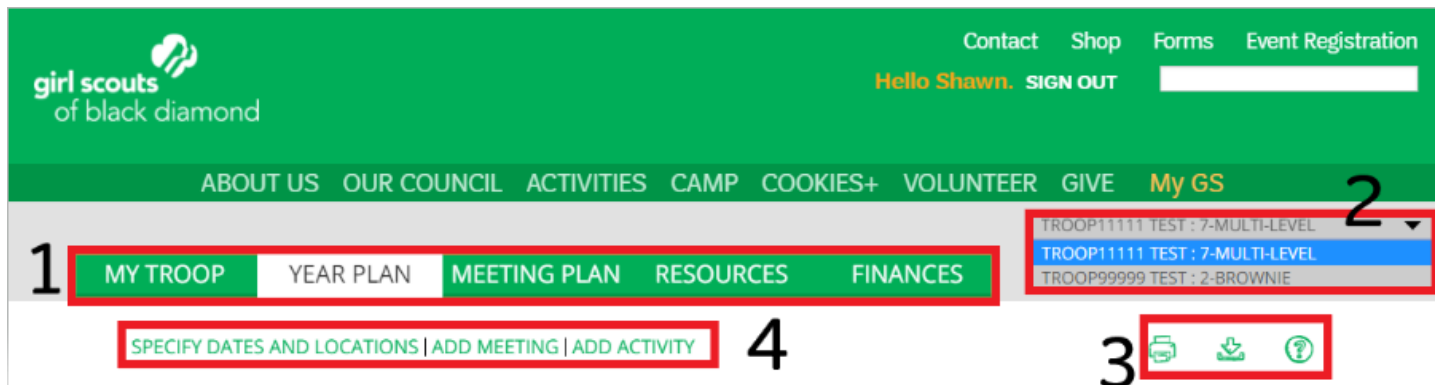 Contact Shop Forms Event Registration
girl scouts
of black diamond
Hello Shawn. SIGN OUT
ABOUT US OUR COUNCIL ACTIVITIES CAMP COOKIES+ VOLUNTEER GIVE My GS
2
TROOP11111 TEST : 7-MULTI-LEVEL
TROOP11111 TEST : 7-MULTI-LEVEL
TROOP99999 TEST : 2-BROWNIE
1
MY TROOP YEAR PLAN MEETING PLAN RESOURCES FINANCES
SPECIFY DATES AND LOCATIONS | ADD MEETING | ADD ACTIVITY
4
3
?